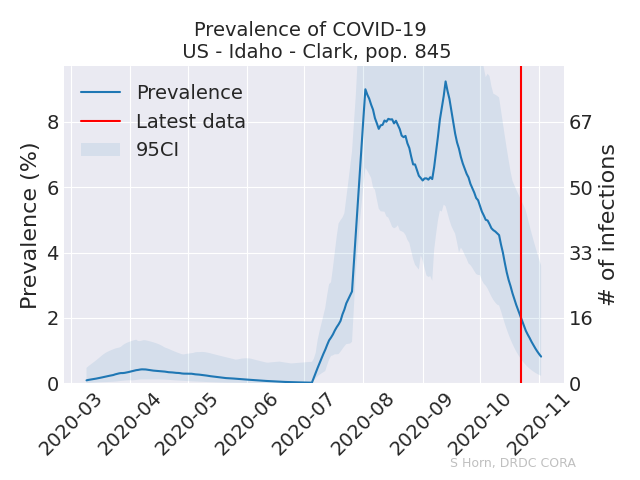 Prevalence of COVID-19
US - Idaho - Clark, pop. 845
Prevalence
Latest data
95CI
Prevalence (%)
8
6
4
2
0
67
50
33
16
0
# of infections
2020-03
2020-04
2020-05
2020-06
2020-07
2020-08
2020-09
2020-10
2020-11
S Horn, DRDC CORA